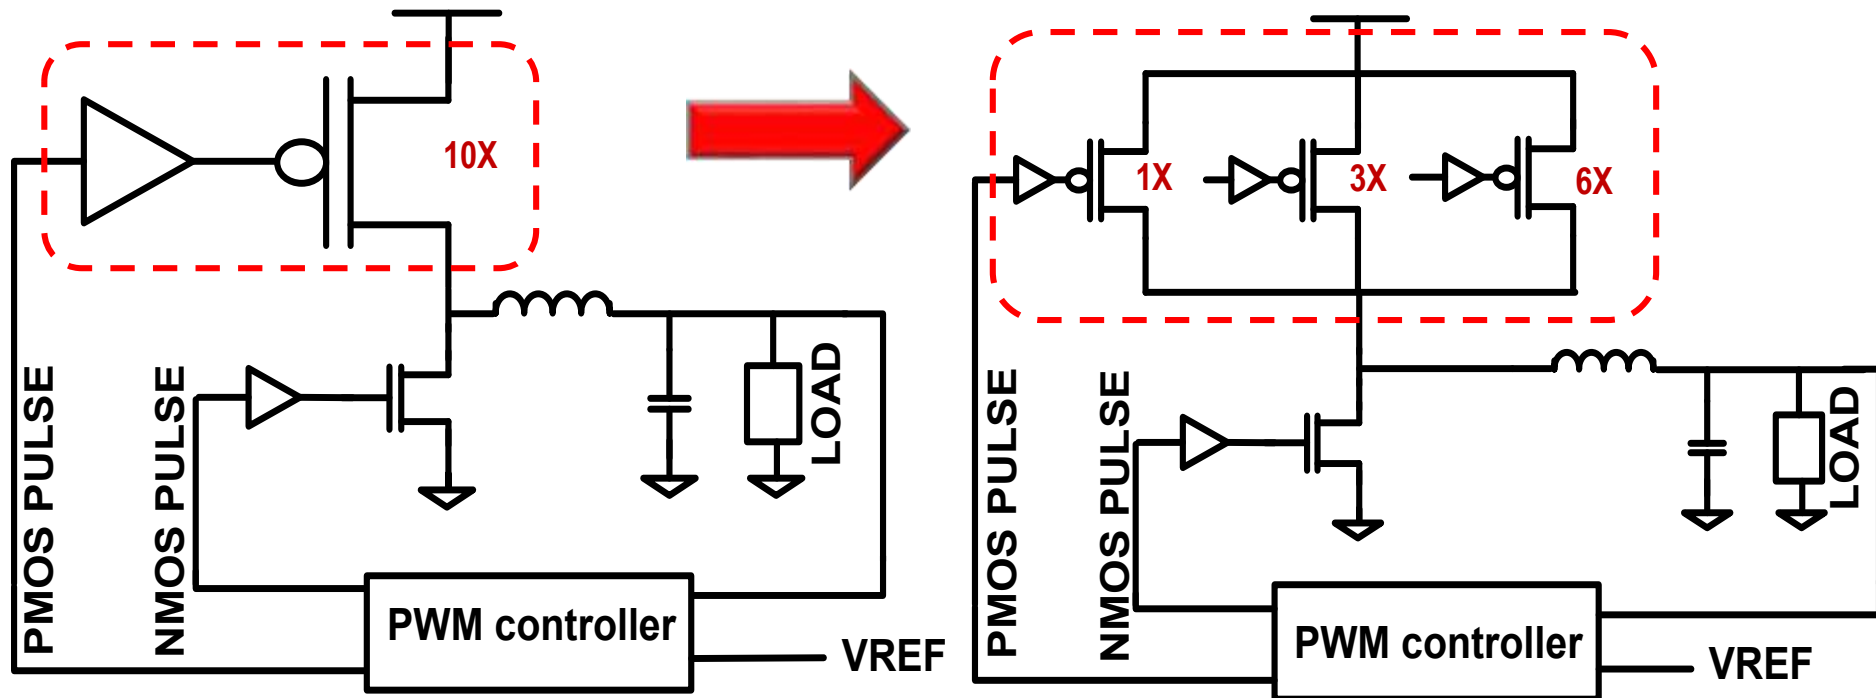 10X
PMOS PULSE
NMOS PULSE
LOAD
PWM controller
VREF
1X
3X
6X
PMOS PULSE
NMOS PULSE
LOAD
PWM controller
VREF